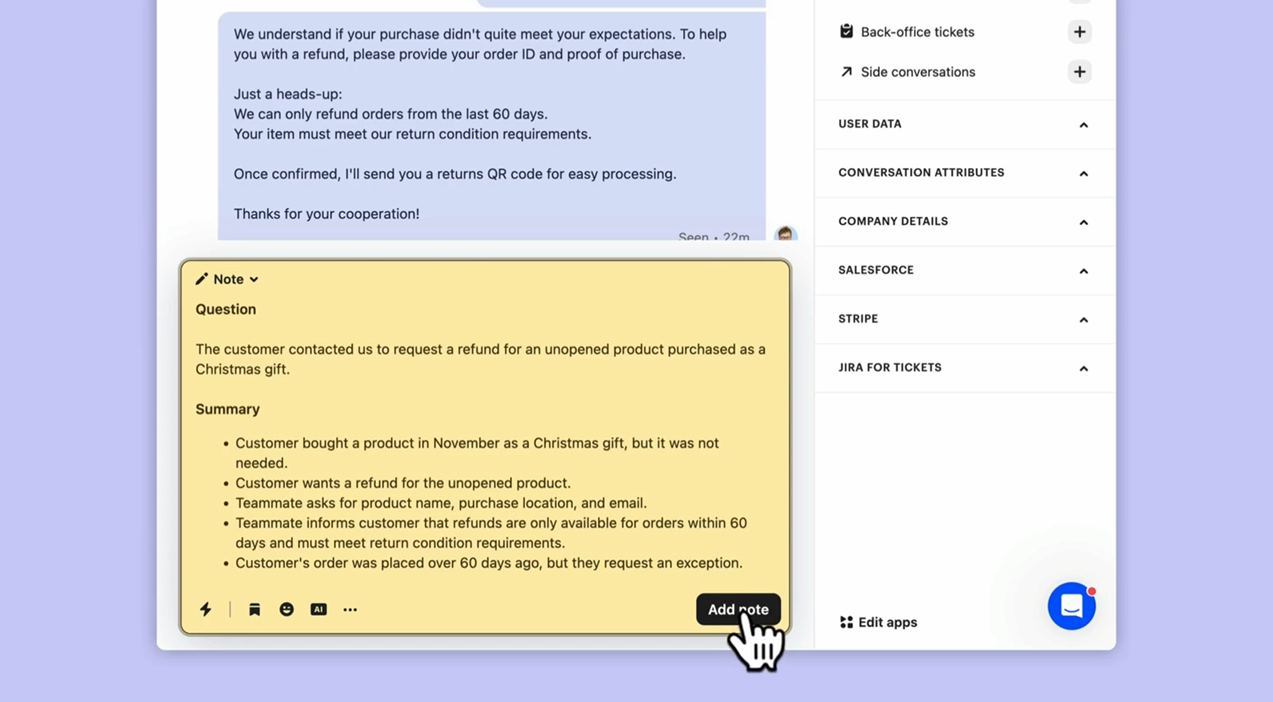 We understand if your purchase didn't quite meet your expectations. To help
you with a refund, please provide your order ID and proof of purchase.
Just a heads-up:
We can only refund orders from the last 60 days.
Your item must meet our return condition requirements.
Once confirmed, I'll send you a returns QR code for easy processing.
Thanks for your cooperation!
Seen • 22m
Note
Question
The customer contacted us to request a refund for an unopened product purchased as a
Christmas gift.
Summary
• Customer bought a product in November as a Christmas gift, but it was not
needed.
• Customer wants a refund for the unopened product.
• Teammate asks for product name, purchase location, and email.
• Teammate informs customer that refunds are only available for orders within 60
days and must meet return condition requirements.
• Customer's order was placed over 60 days ago, but they request an exception.
AI
Add note
Back-office tickets
Side conversations
USER DATA
CONVERSATION ATTRIBUTES
COMPANY DETAILS
SALESFORCE
STRIPE
JIRA FOR TICKETS
Edit apps